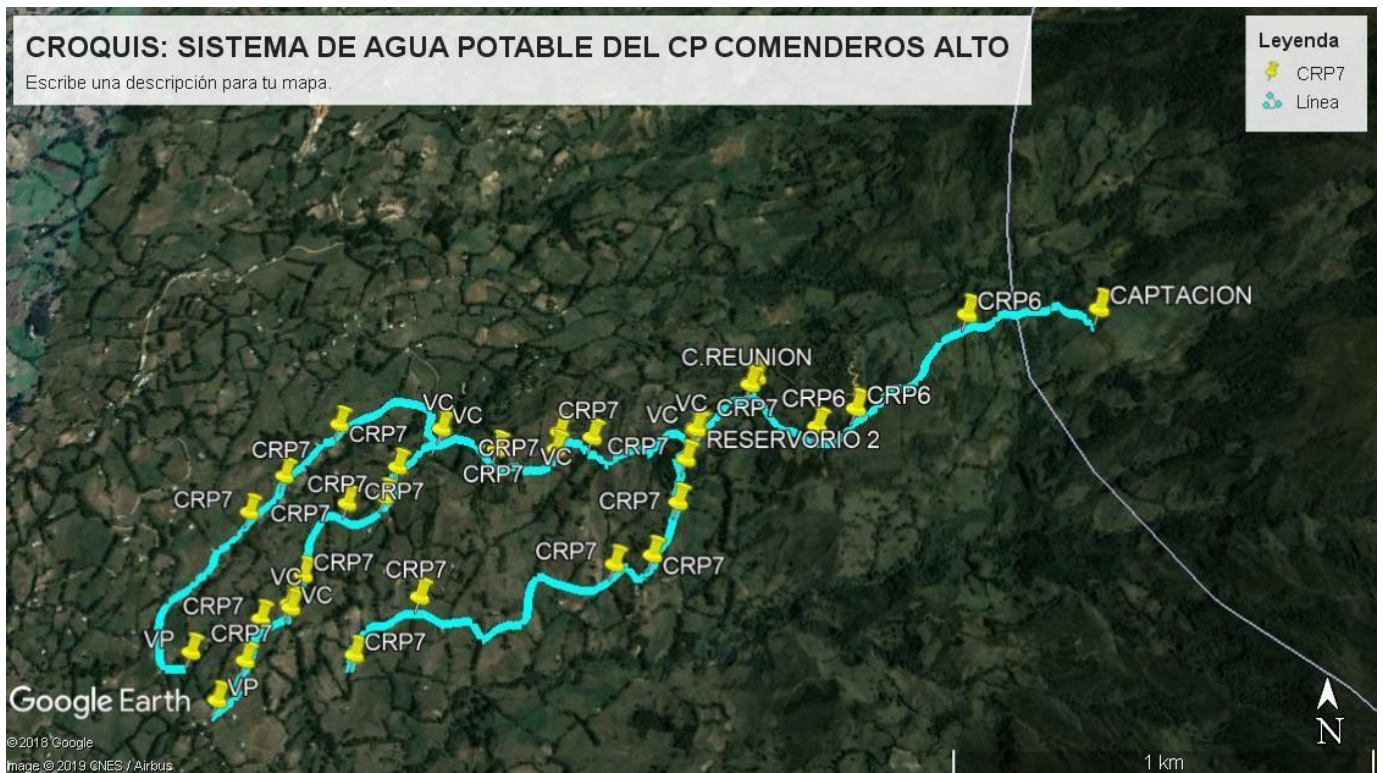 CROQUIS: SISTEMA DE AGUA POTABLE DEL CP COMENDEROS ALTO
Escribe una descripción para tu mapa.
Leyenda
CRP7
Línea
CRP6
CAPTACION
C.REUNION
CRP6
CRP6
VC
VC
CRP7
VC
VC
CRP7
RESERVORIO 2
CRP7
CRP7
CRP7
VC
CRP7
CRP7
CRP7
CRP7
CRP7
CRP7
CRP7
CRP7
CRP7
CRP7
CRP7
CRP7
VC
VC
CRP7
CRP7
VP
CRP7
VP
Google Earth
© 2018 Google
Image © 2019 CNES / Airbus
N
1 km